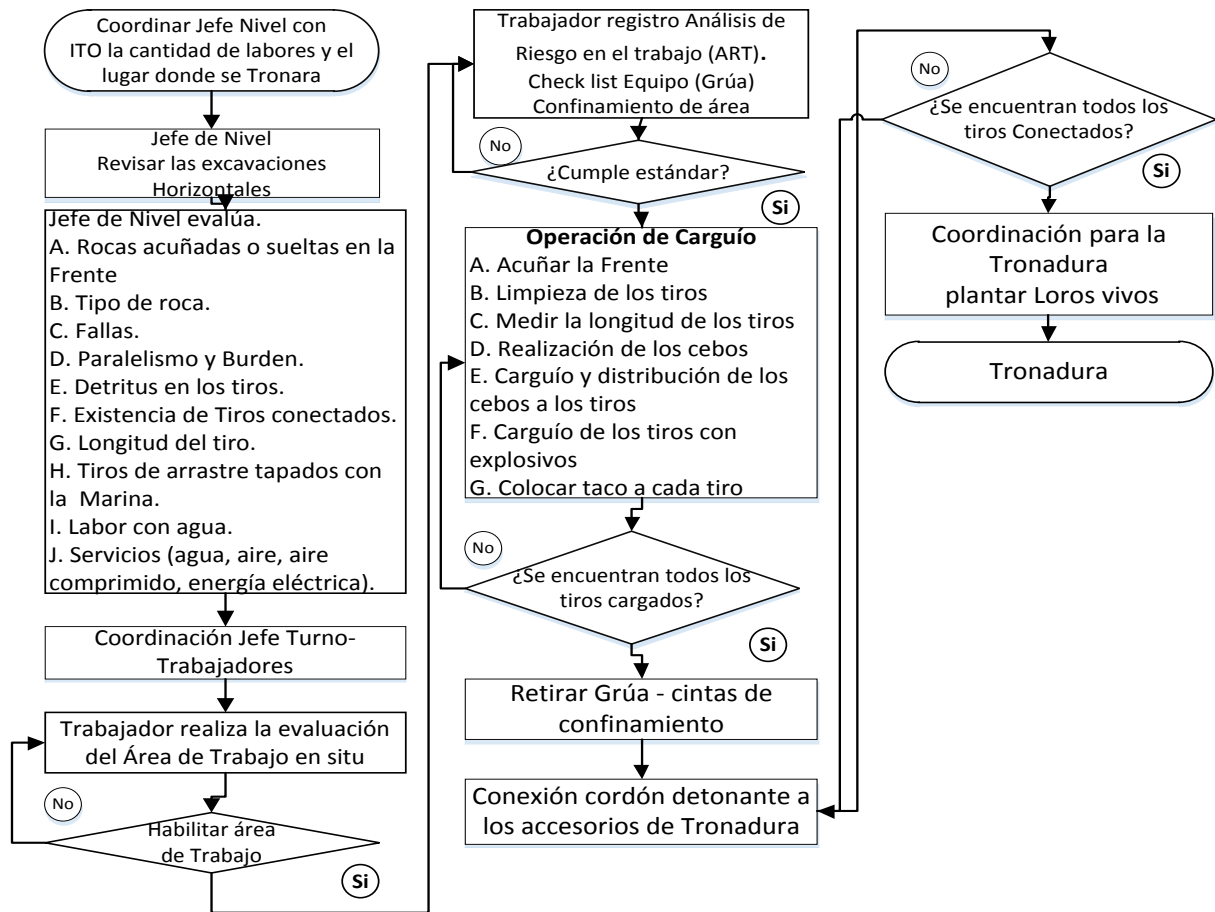 Coordinar Jefe Nivel con
ITO la cantidad de labores y el
lugar donde se Tronara
Jefe de Nivel
Revisar las excavaciones
Horizontales
Jefe de Nivel evalúa.
A. Rocas acuñadas o sueltas en la
Frente
B. Tipo de roca.
C. Fallas.
D. Paralelismo y Burden.
E. Detritus en los tiros.
F. Existencia de Tiros conectados.
G. Longitud del tiro.
H. Tiros de arrastre tapados con
la Marina.
I. Labor con agua.
J. Servicios (agua, aire, aire
comprimido, energía eléctrica).
Coordinación Jefe Turno-
Trabajadores
Trabajador realiza la evaluación
del Área de Trabajo en situ
No
Habilitar área
de Trabajo
Si
Trabajador registro Análisis de
Riesgo en el trabajo (ART).
Check list Equipo (Grúa)
Confinamiento de área
No
¿Cumple estándar?
Si
Operación de Carguío
A. Acuñar la Frente
B. Limpieza de los tiros
C. Medir la longitud de los tiros
D. Realización de los cebos
E. Carguío y distribución de los
cebos a los tiros
F. Carguío de los tiros con
explosivos
G. Colocar taco a cada tiro
No
¿Se encuentran todos los
tiros cargados?
Si
Retirar Grúa - cintas de
confinamiento
Conexión cordón detonante a
los accesorios de Tronadura
No
¿Se encuentran todos los
tiros Conectados?
Si
Coordinación para la
Tronadura
plantar Loros vivos
Tronadura